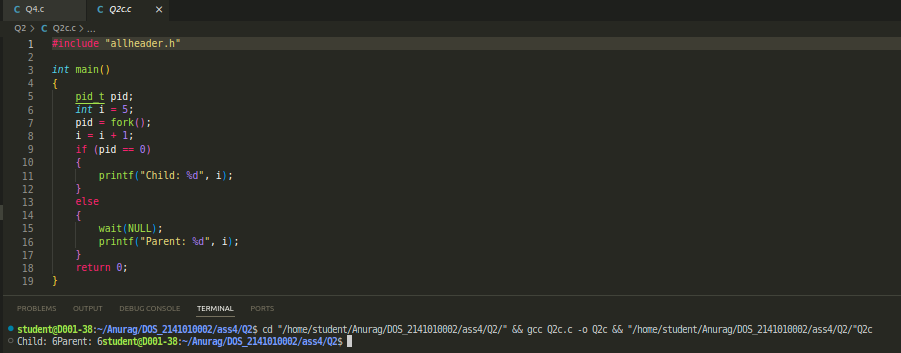 Q4.c
Q2c.c
Q2 > Q2c.c > ...
1 #include "allheader.h"
2
3 int main()
4 {
5 pid_t pid;
6 int i = 5;
7 pid = fork();
8 i = i + 1;
9 if (pid == 0)
10 {
11 printf("Child: %d", i);
12 }
13 else
14 {
15 wait(NULL);
16 printf("Parent: %d", i);
17 }
18 return 0;
19 }
PROBLEMS OUTPUT DEBUG CONSOLE TERMINAL PORTS
student@D001-38:~/Anurag/DOS_2141010002/ass4/Q2$ cd "/home/student/Anurag/DOS_2141010002/ass4/Q2/" && gcc Q2c.c -o Q2c && "/home/student/Anurag/DOS_2141010002/ass4/Q2/"Q2c
Child: 6Parent: 6student@D001-38:~/Anurag/DOS_2141010002/ass4/Q2$